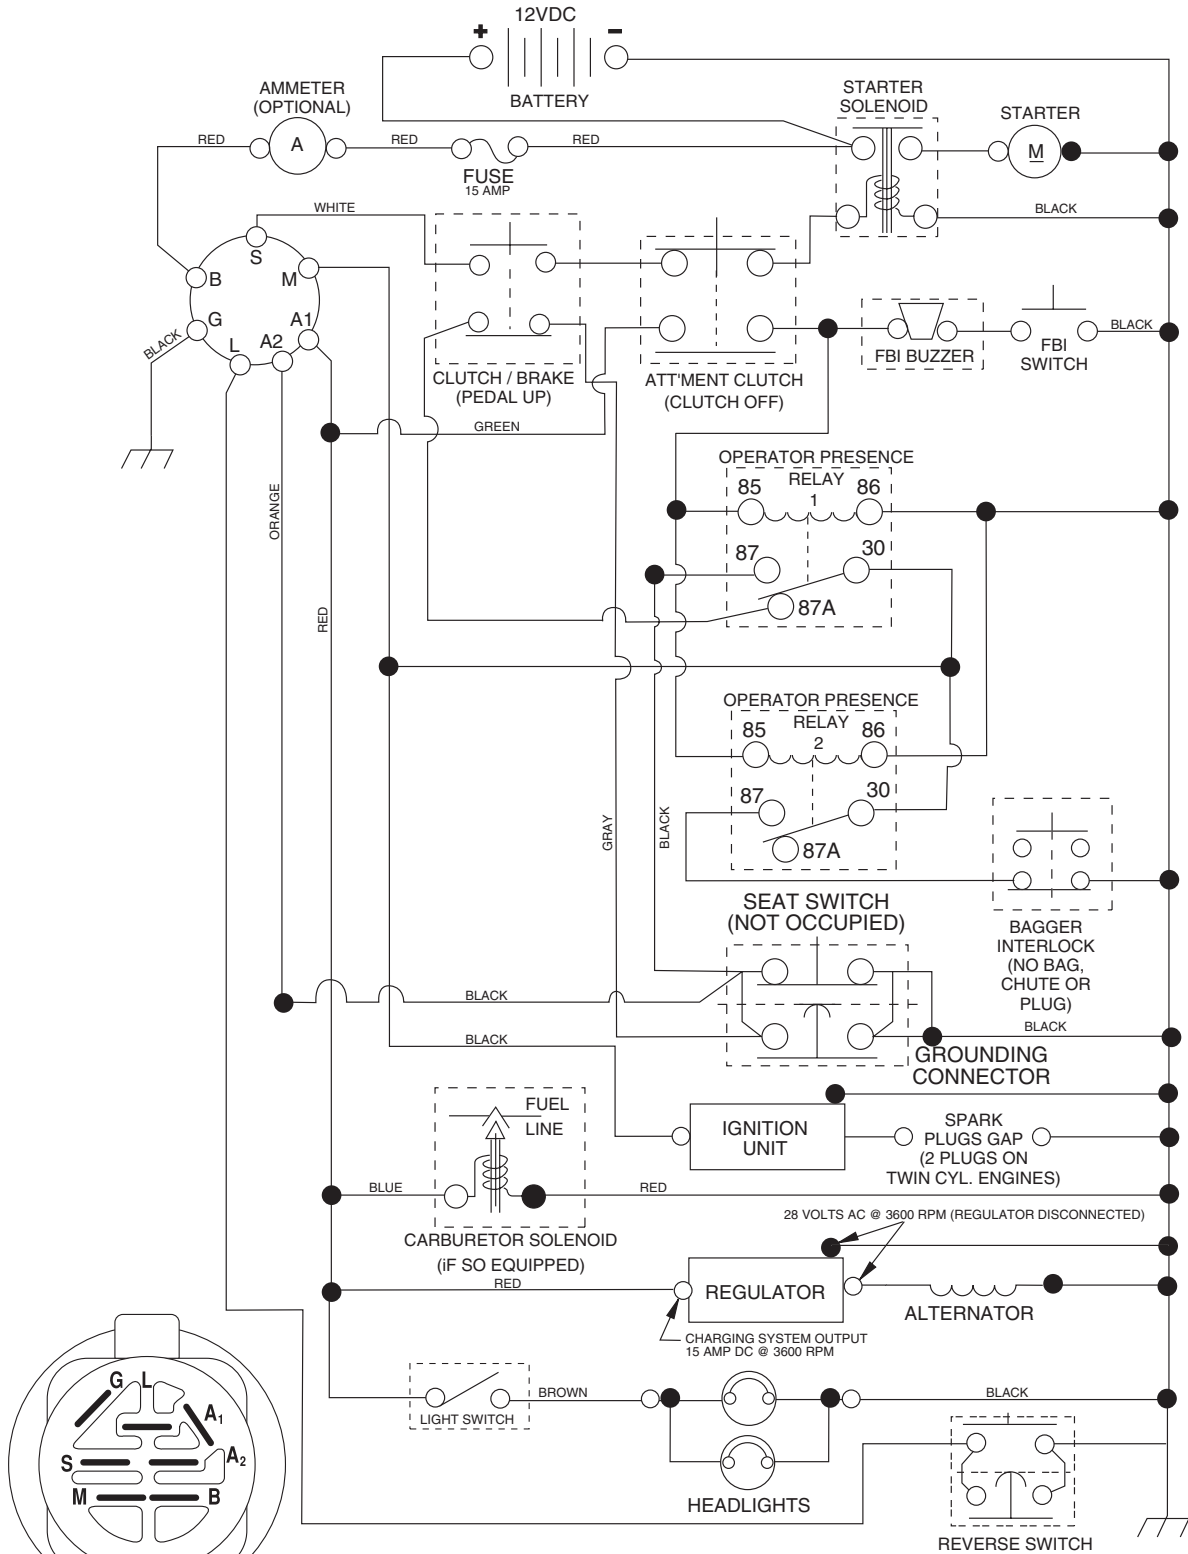 12VDC
+
-
BATTERY
AMMETER
(OPTIONAL)
STARTER
SOLENOID
STARTER
RED
A
RED
RED
FUSE
15 AMP
M
WHITE
BLACK
S
B
M
G
A1
A2
L
BLACK
CLUTCH / BRAKE
(PEDAL UP)
ATT'MENT CLUTCH
(CLUTCH OFF)
FBI BUZZER
FBI
SWITCH
BLACK
GREEN
OPERATOR PRESENCE
RELAY
1
85
86
87
30
87A
ORANGE
RED
OPERATOR PRESENCE
RELAY
2
85
86
87
30
87A
GRAY
BLACK
SEAT SWITCH
(NOT OCCUPIED)
BAGGER
INTERLOCK
(NO BAG,
CHUTE OR
PLUG)
BLACK
BLACK
BLACK
GROUNDING
CONNECTOR
FUEL
LINE
IGNITION
UNIT
SPARK
PLUGS GAP
(2 PLUGS ON
TWIN CYL. ENGINES)
BLUE
RED
CARBURETOR SOLENOID
(iF SO EQUIPPED)
28 VOLTS AC @ 3600 RPM (REGULATOR DISCONNECTED)
RED
REGULATOR
ALTERNATOR
CHARGING SYSTEM OUTPUT
15 AMP DC @ 3600 RPM
LIGHT SWITCH
BROWN
BLACK
HEADLIGHTS
REVERSE SWITCH
G
L
A1
S
A2
M
B